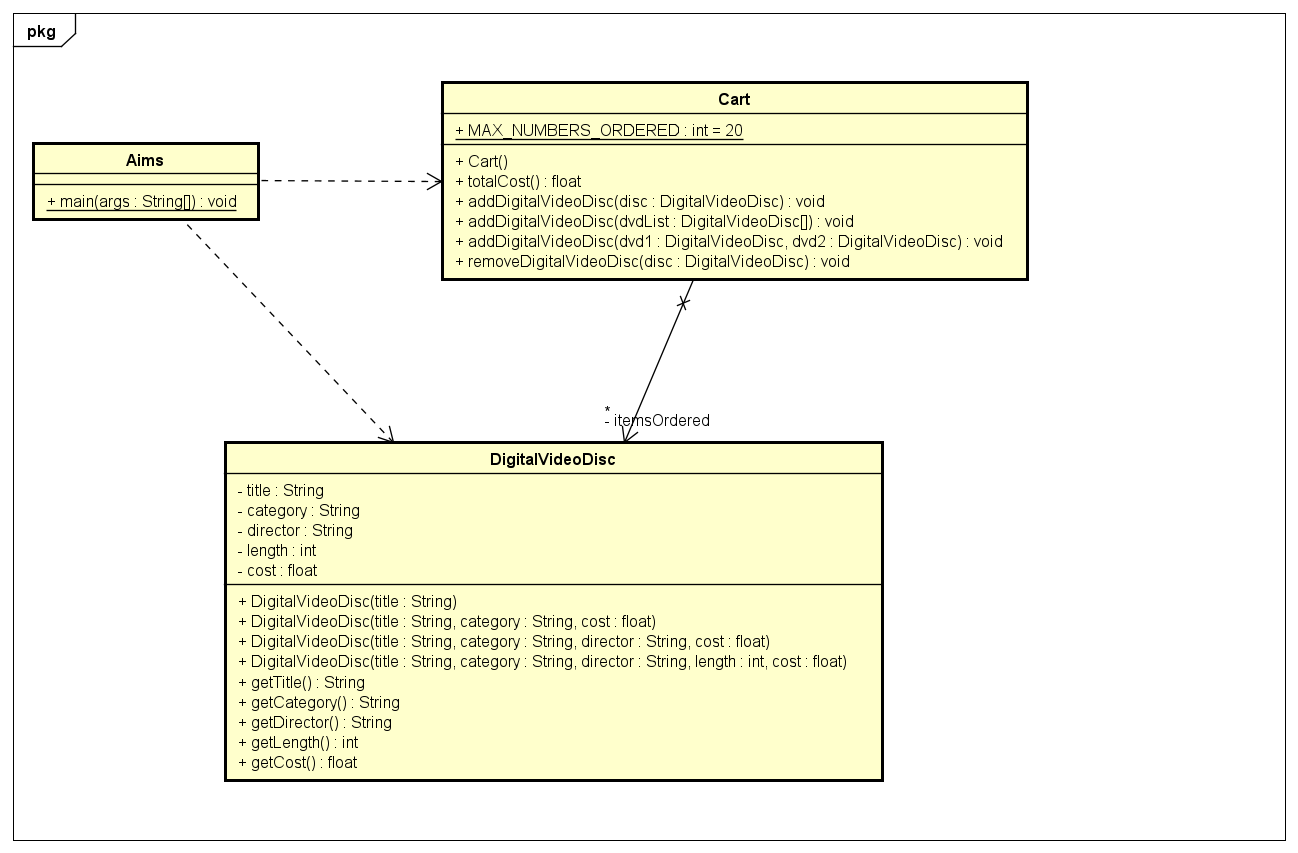 pkg
Cart
+ MAX_NUMBERS_ORDERED : int = 20
+ Cart()
+ totalCost() : float
+ addDigitalVideoDisc(disc : DigitalVideoDisc) : void
+ addDigitalVideoDisc(dvdList : DigitalVideoDisc[]) : void
+ addDigitalVideoDisc(dvd1 : DigitalVideoDisc, dvd2 : DigitalVideoDisc) : void
+ removeDigitalVideoDisc(disc : DigitalVideoDisc) : void
Aims
+ main(args : String[]) : void
*
- itemsOrdered
DigitalVideoDisc
- title : String
- category : String
- director : String
- length : int
- cost : float
+ DigitalVideoDisc(title : String)
+ DigitalVideoDisc(title : String, category : String, cost : float)
+ DigitalVideoDisc(title : String, category : String, director : String, cost : float)
+ DigitalVideoDisc(title : String, category : String, director : String, length : int, cost : float)
+ getTitle() : String
+ getCategory() : String
+ getDirector() : String
+ getLength() : int
+ getCost() : float